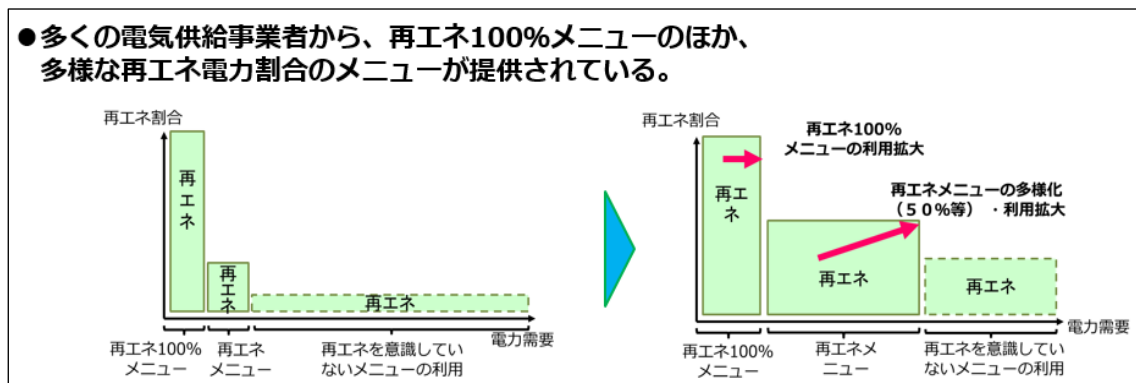 ●多くの電気供給事業者から、再エネ100%メニューのほか、
多様な再エネ電力割合のメニューが提供されている。
再エネ割合
再エネ
再エネ
再エネ
電力需要
再エネ100%
メニュー
再エネ
メニュー
再エネを意識してい
ないメニューの利用
再エネ割合
再エネ100%
メニューの利用拡大
再エネメニューの多様化
(50%等)・利用拡大
再エ
ネ
再エネ
再エネ
電力需要
再エネ100%
メニュー
再エネメ
ニュー
再エネを意識してい
ないメニューの利用